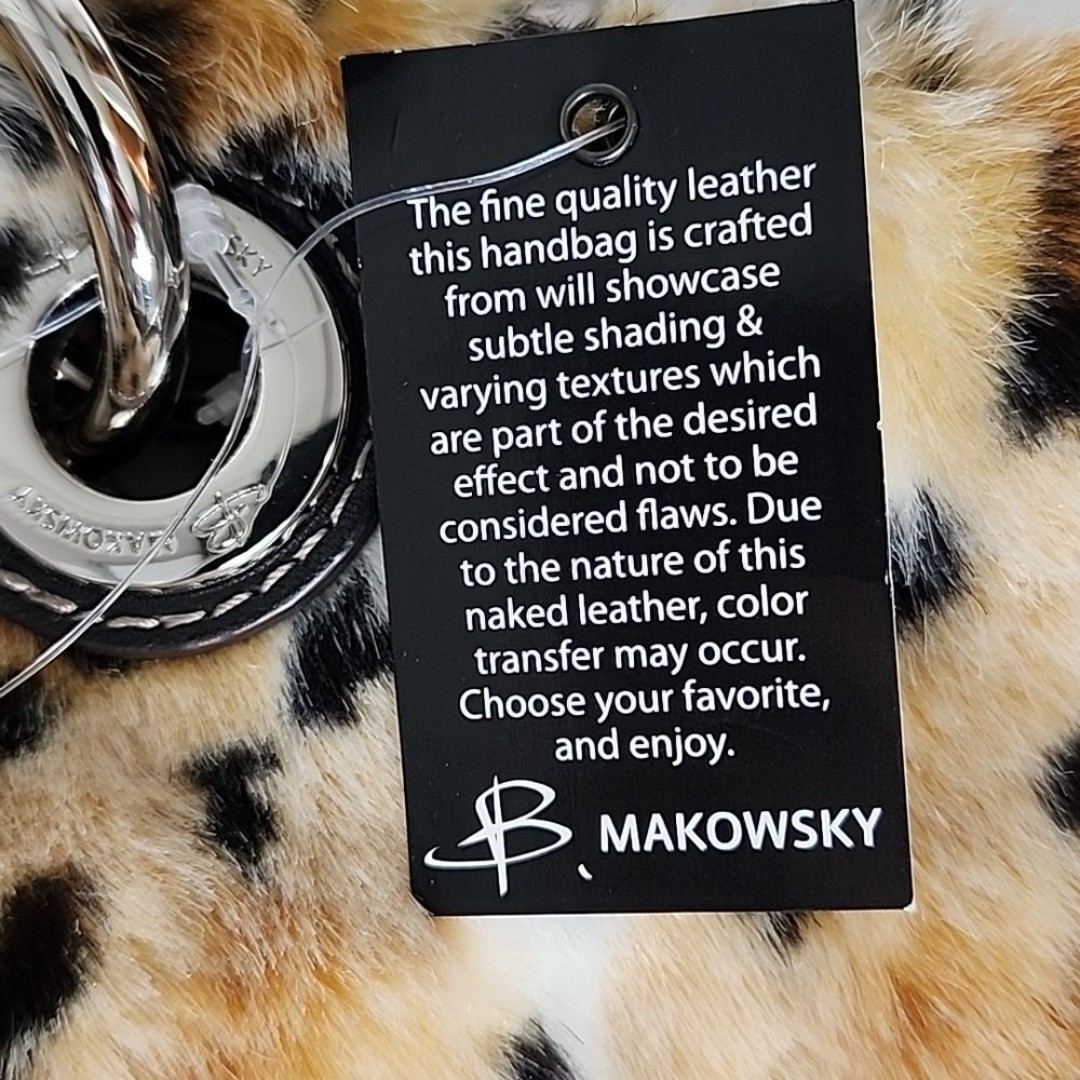 The fine quality leather
this handbag is crafted
from will showcase
subtle shading &
varying textures which
are part of the desired
effect and not to be
considered flaws. Due
to the nature of this
naked leather, color
transfer may occur.
Choose your favorite,
and enjoy.
B. MAKOWSKY
SKY
MAKOWSKY